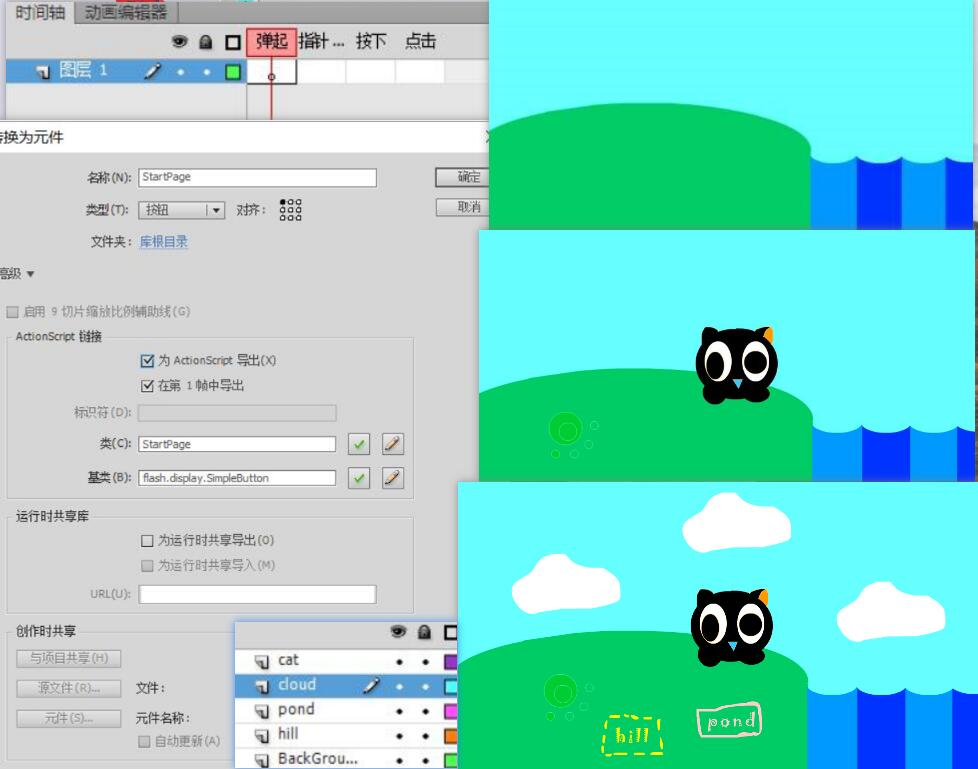 时间轴 动画编辑器
弹起 指针... 按下 点击
图层 1
转换为元件
名称(N): StartPage 确定
类型(T): 按钮 对齐: 取消
文件夹: 库根目录
高级
启用 9 切片缩放比例辅助线(G)
ActionScript 链接
为 ActionScript 导出(X)
在第 1 帧中导出
标识符(D):
类(C): StartPage
基类(B): flash.display.SimpleButton
运行时共享库
为运行时共享导出(O)
为运行时共享导入(M)
URL(U):
创作时共享
与项目共享(H)
源文件(R)... 文件:
元件(S)... 元件名称:
自动更新(A)
cat
cloud
pond
hill
BackGrou...
hill
pond